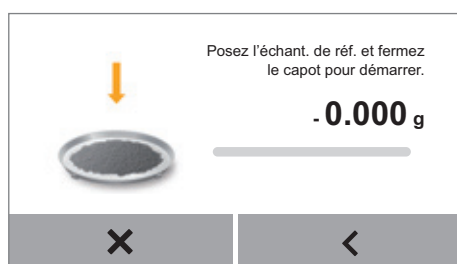 Posez l’échant. de réf. et fermez
le capot pour démarrer.
- 0.000 g